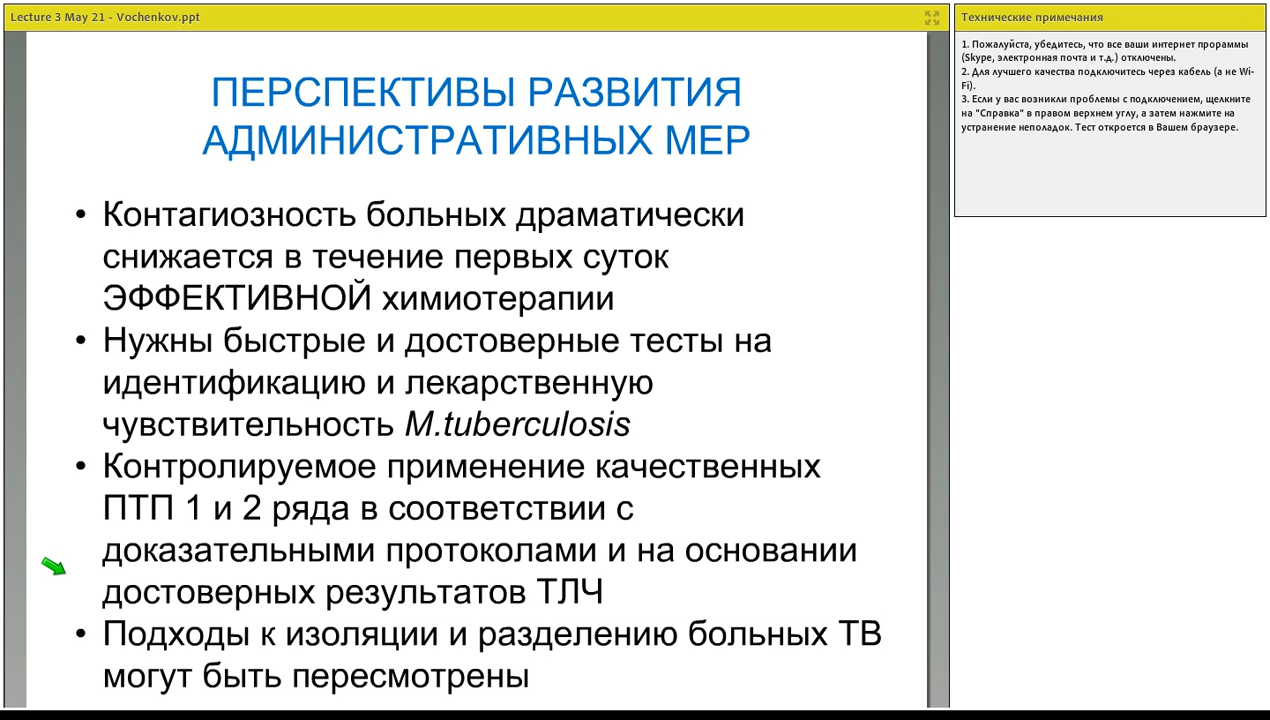 Lecture 3 May 21 - Vochenkov.ppt
ПЕРСПЕКТИВЫ РАЗВИТИЯ
АДМИНИСТРАТИВНЫХ МЕР
• Контагиозность больных драматически
снижается в течение первых суток
ЭФФЕКТИВНОЙ химиотерапии
• Нужны быстрые и достоверные тесты на
идентификацию и лекарственную
чувствительность M.tuberculosis
• Контролируемое применение качественных
ПТП 1 и 2 ряда в соответствии с
доказательными протоколами и на основании
достоверных результатов ТЛЧ
• Подходы к изоляции и разделению больных ТВ
могут быть пересмотрены
Технические примечания
1. Пожалуйста, убедитесь, что все ваши интернет прораммы
(Skype, электронная почта и т.д.) отключены.
2. Для лучшего качества подключитесь через кабель (а не Wi-
Fi).
3. Если у вас возникли проблемы с подключением, щелкните
на "Справка" в правом верхнем углу, а затем нажмите на
устранение неполадок. Тест откроется в Вашем браузере.